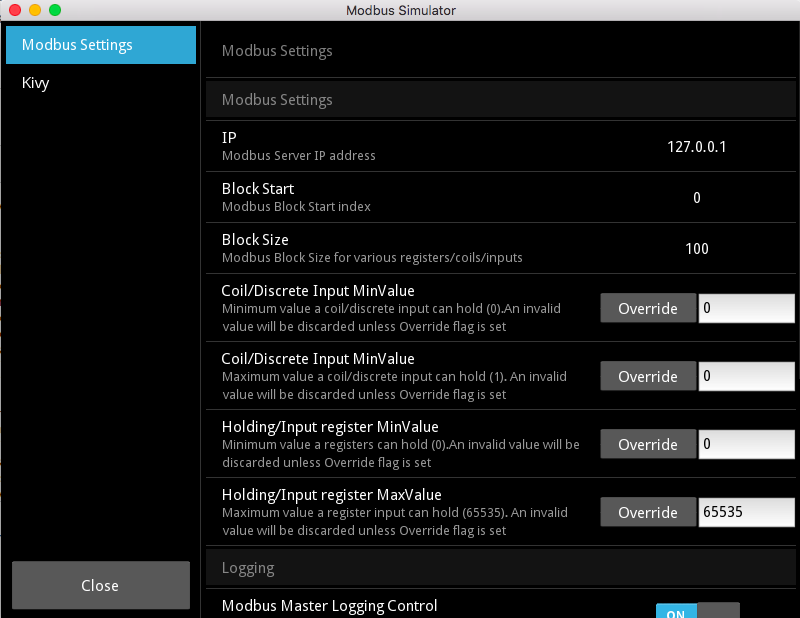 Modbus Simulator
Modbus Settings
Kivy
Close
Modbus Settings
Modbus Settings
IP
Modbus Server IP address
127.0.0.1
Block Start
Modbus Block Start index
0
Block Size
Modbus Block Size for various registers/coils/inputs
100
Coil/Discrete Input MinValue
Minimum value a coil/discrete input can hold (0).An invalid
value will be discarded unless Override flag is set
Override
0
Coil/Discrete Input MinValue
Maximum value a coil/discrete input can hold (1). An invalid
value will be discarded unless Override flag is set
Override
0
Holding/Input register MinValue
Minimum value a registers can hold (0).An invalid value will be
discarded unless Override flag is set
Override
0
Holding/Input register MaxValue
Maximum value a register input can hold (65535). An invalid
value will be discarded unless Override flag is set
Override
65535
Logging
Modbus Master Logging Control
ON